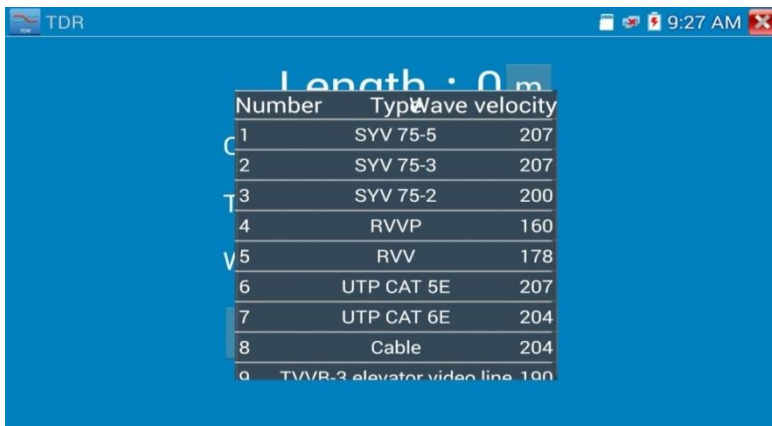 TDR
TDR 9:27 AM
Length : 0 m
Number Type Wave velocity
1 SYV 75-5 207
2 SYV 75-3 207
3 SYV 75-2 200
4 RVVP 160
5 RVV 178
6 UTP CAT 5E 207
7 UTP CAT 6E 204
8 Cable 204
9 TVVB-3 elevator video line 190